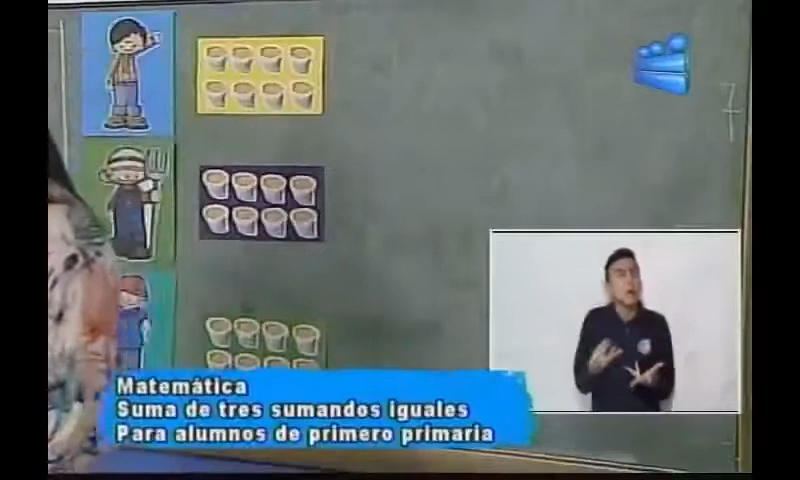 Matemática
Suma de tres sumandos iguales
Para alumnos de primero primaria